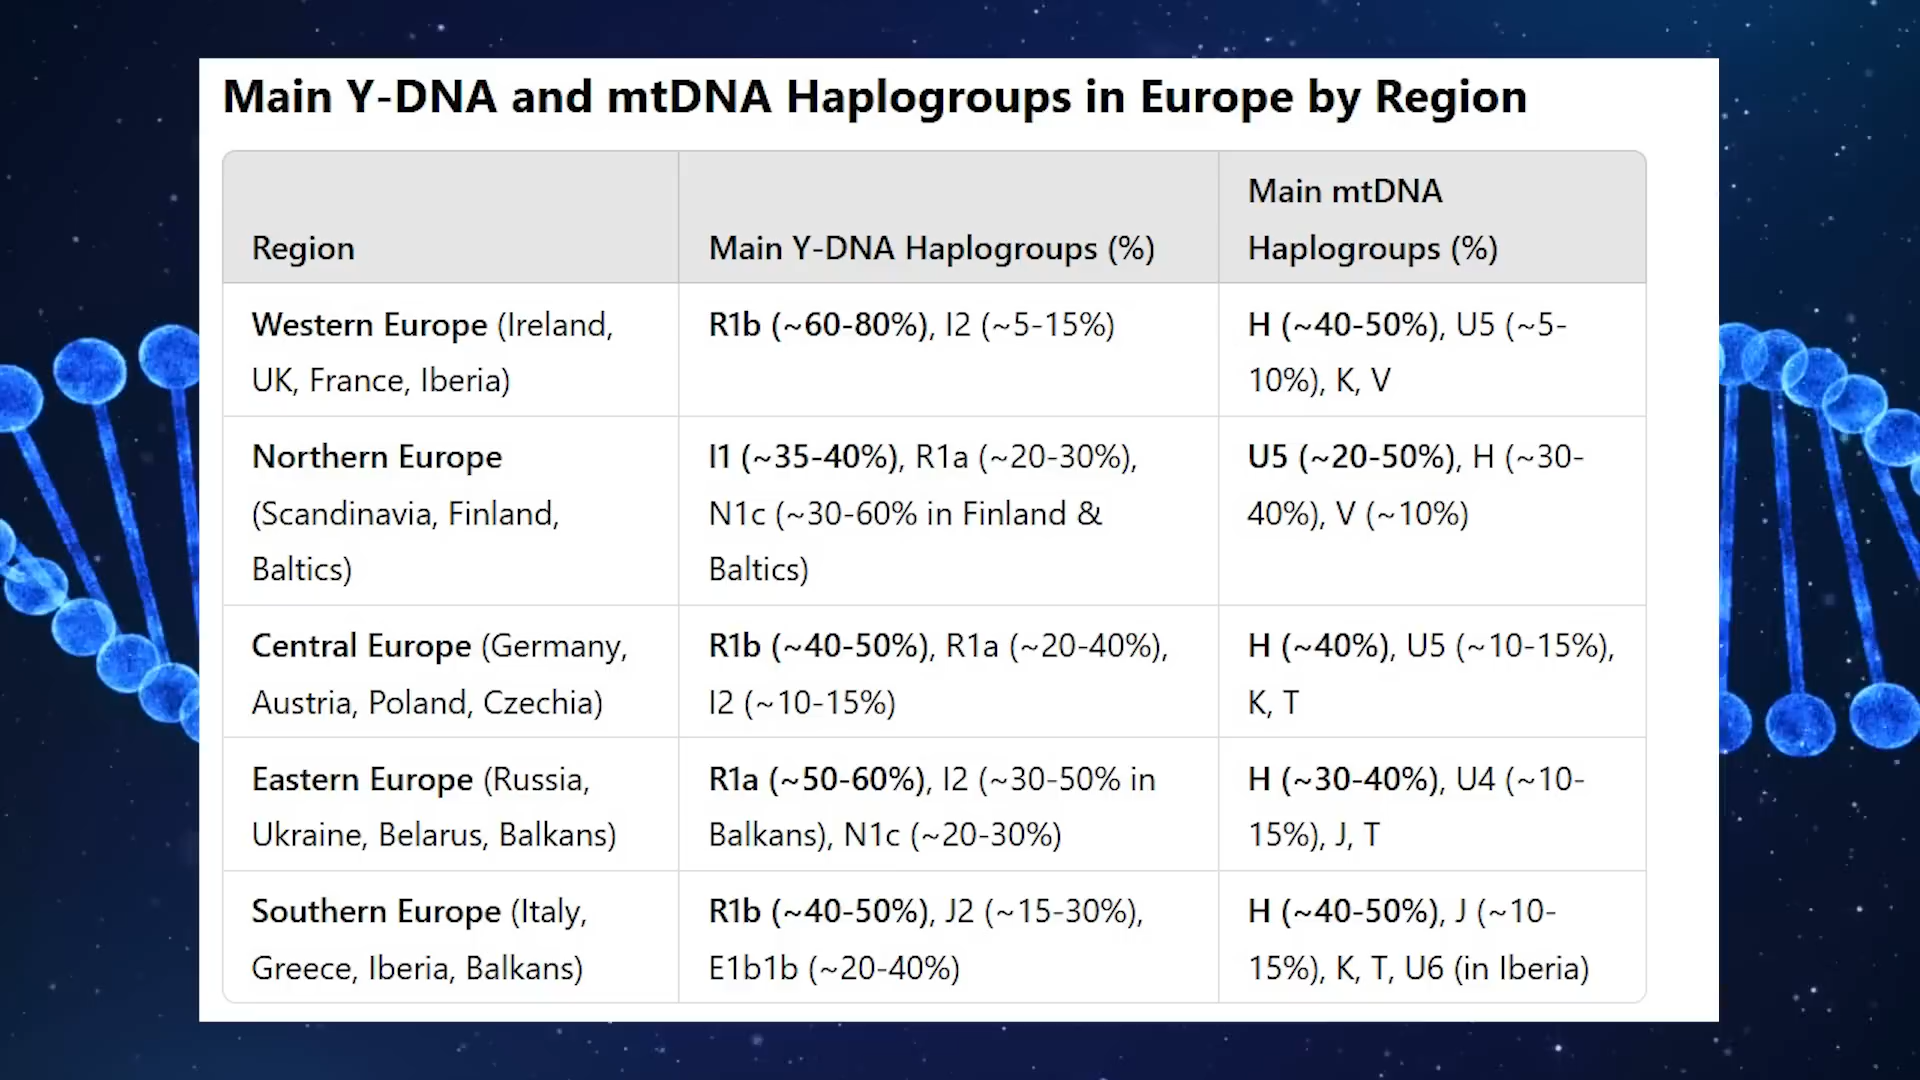 Main Y-DNA and mtDNA Haplogroups in Europe by Region
Region
Main Y-DNA Haplogroups (%)
Main mtDNA
Haplogroups (%)
Western Europe (Ireland,
UK, France, Iberia)
R1b (~60-80%), I2 (~5-15%)
H (~40-50%), U5 (~5-
10%), K, V
Northern Europe
(Scandinavia, Finland,
Baltics)
I1 (~35-40%), R1a (~20-30%),
N1c (~30-60% in Finland &
Baltics)
U5 (~20-50%), H (~30-
40%), V (~10%)
Central Europe (Germany,
Austria, Poland, Czechia)
R1b (~40-50%), R1a (~20-40%),
I2 (~10-15%)
H (~40%), U5 (~10-15%),
K, T
Eastern Europe (Russia,
Ukraine, Belarus, Balkans)
R1a (~50-60%), I2 (~30-50% in
Balkans), N1c (~20-30%)
H (~30-40%), U4 (~10-
15%), J, T
Southern Europe (Italy,
Greece, Iberia, Balkans)
R1b (~40-50%), J2 (~15-30%),
E1b1b (~20-40%)
H (~40-50%), J (~10-
15%), K, T, U6 (in Iberia)